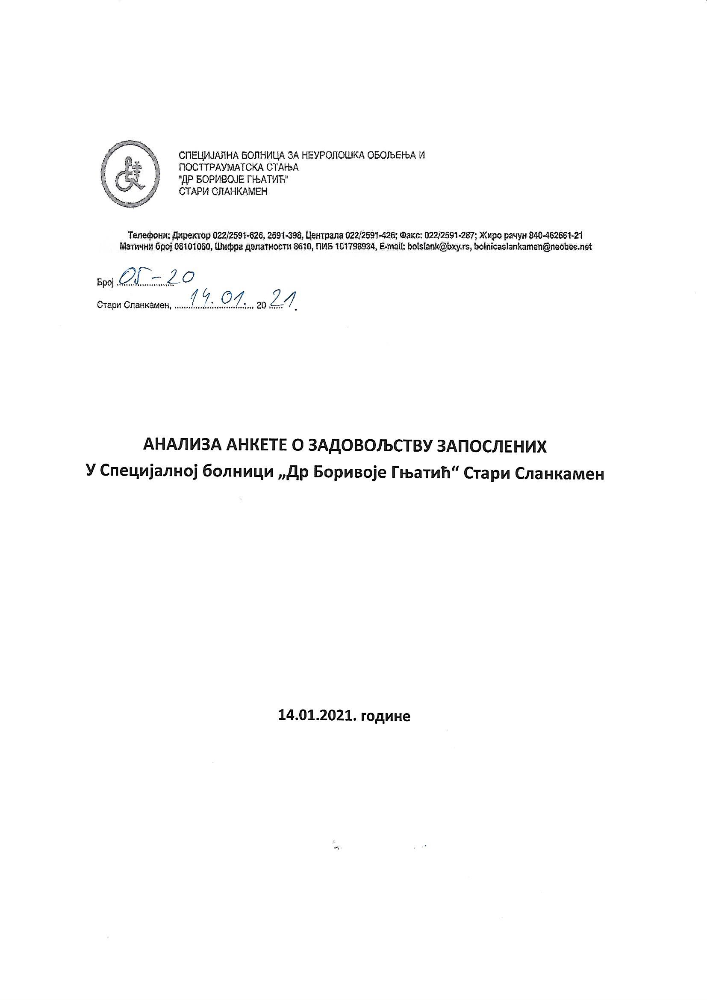 СПЕЦИЈАЛНА БОЛНИЦА ЗА НЕУРОЛОШКА ОБОЉЕЊА И
ПОСТТРАУМАТСКА СТАЊА
"ДР БОРИВОЈЕ ГЊАТИЋ"
СТАРИ СЛАНКАМЕН
Телефони: Директор 022/2591-626, 2591-398, Централа 022/2591-426; Факс: 022/2591-287; Жиро рачун 840-462661-21
Матични број 08101060, Шифра делатности 8610, ПИБ 101798934, E-mail: bolslank@bxy.rs, bolnicaslankamen@neobee.net
Број 05-20
Стари Сланкамен, 14.01. 20 21.
АНАЛИЗА АНКЕТЕ О ЗАДОВОЉСТВУ ЗАПОСЛЕНИХ
У Специјалној болници „Др Боривоје Гњатић“ Стари Сланкамен
14.01.2021. године